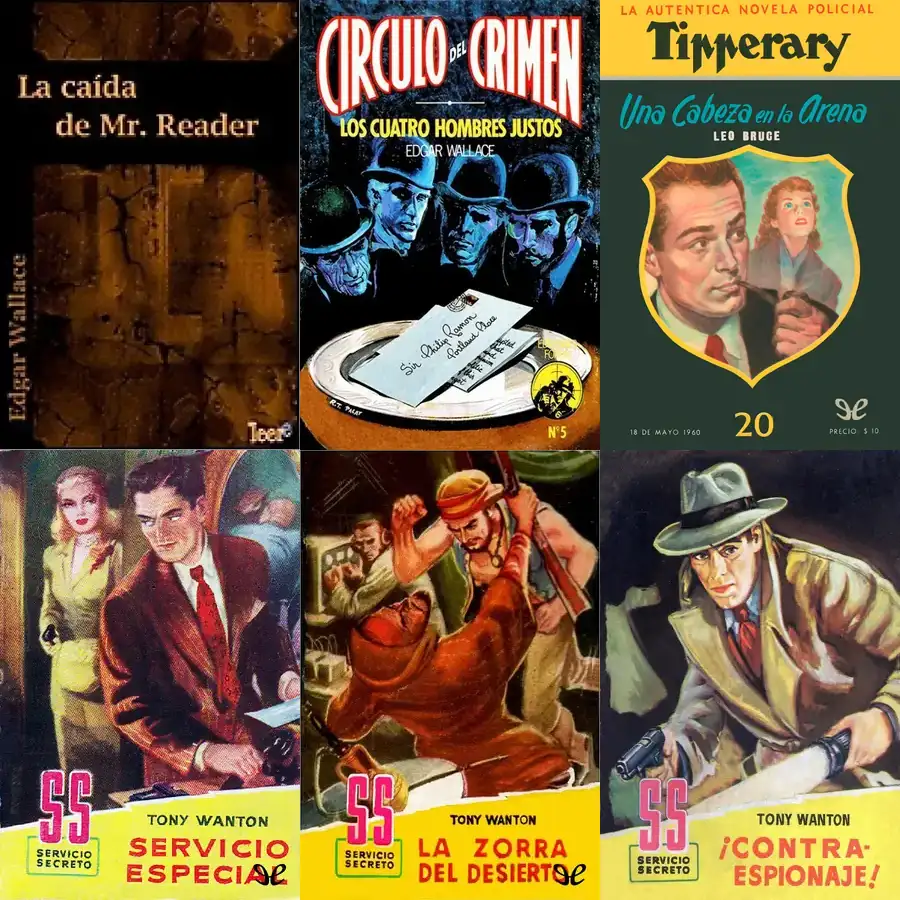 La caída
de Mr. Reader
Edgar Wallace
leer
CIRCULO DEL CRIMEN
LOS CUATRO HOMBRES JUSTOS
EDGAR WALLACE
Sir Philip Ramon
Portland Place
R.T. PALAT
Nº5
LA AUTENTICA NOVELA POLICIAL
Tipperary
Una Cabeza en la Arena
LEO BRUCE
18 DE MAYO 1960
20
PRECIO: $ 10
SS
SERVICIO
SECRETO
TONY WANTON
SERVICIO
ESPECIAL
SS
SERVICIO
SECRETO
TONY WANTON
LA ZORRA
DEL DESIERTO
SS
SERVICIO
SECRETO
TONY WANTON
¡CONTRA-
ESPIONAJE!